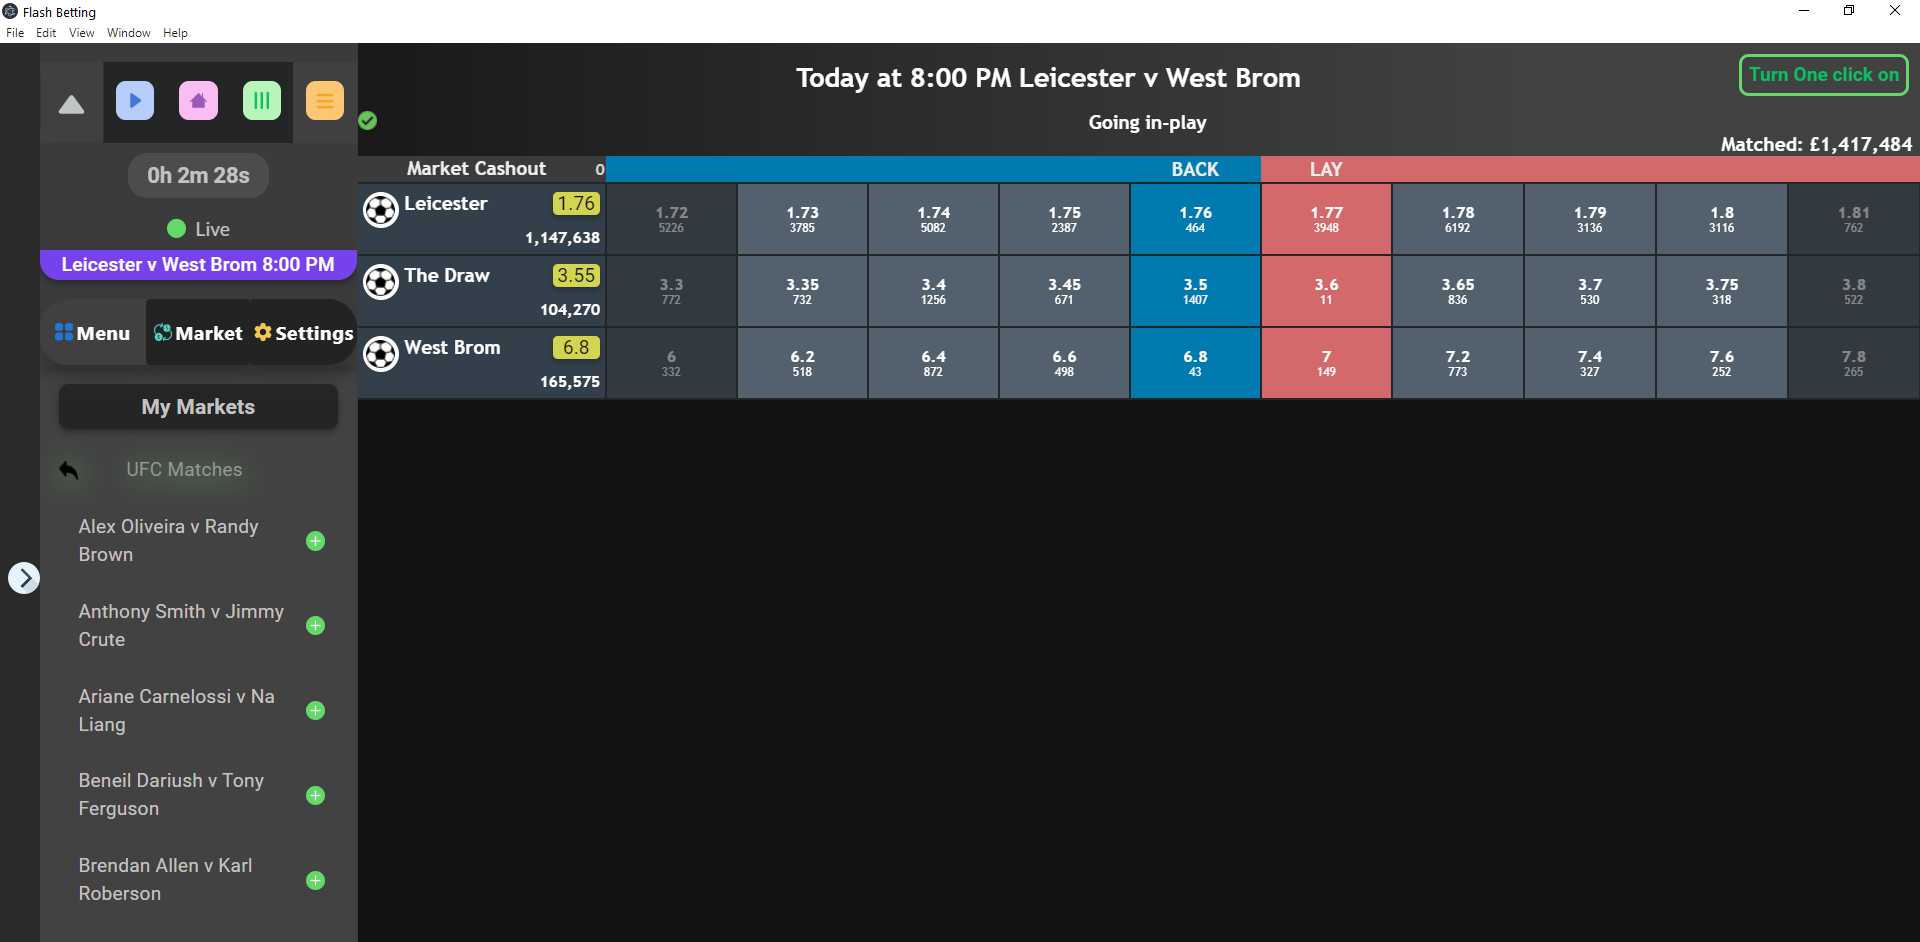 Flash Betting
File Edit View Window Help
0h 2m 28s
Live
Leicester v West Brom 8:00 PM
Menu Market Settings
My Markets
UFC Matches
Alex Oliveira v Randy
Brown
Anthony Smith v Jimmy
Crute
Ariane Carnelossi v Na
Liang
Beneil Dariush v Tony
Ferguson
Brendan Allen v Karl
Roberson
Today at 8:00 PM Leicester v West Brom
Turn One click on
Going in-play
Matched: £1,417,484
Market Cashout 0 BACK LAY
Leicester 1.76
1,147,638
1.72 1.73 1.74 1.75 1.76 1.77 1.78 1.79 1.8 1.81
5226 3785 5082 2387 464 3948 6192 3136 3116 762
The Draw 3.55
104,270
3.3 3.35 3.4 3.45 3.5 3.6 3.65 3.7 3.75 3.8
772 732 1256 671 1407 11 836 530 318 522
West Brom 6.8
165,575
6 6.2 6.4 6.6 6.8 7 7.2 7.4 7.6 7.8
332 518 872 498 43 149 773 327 252 265